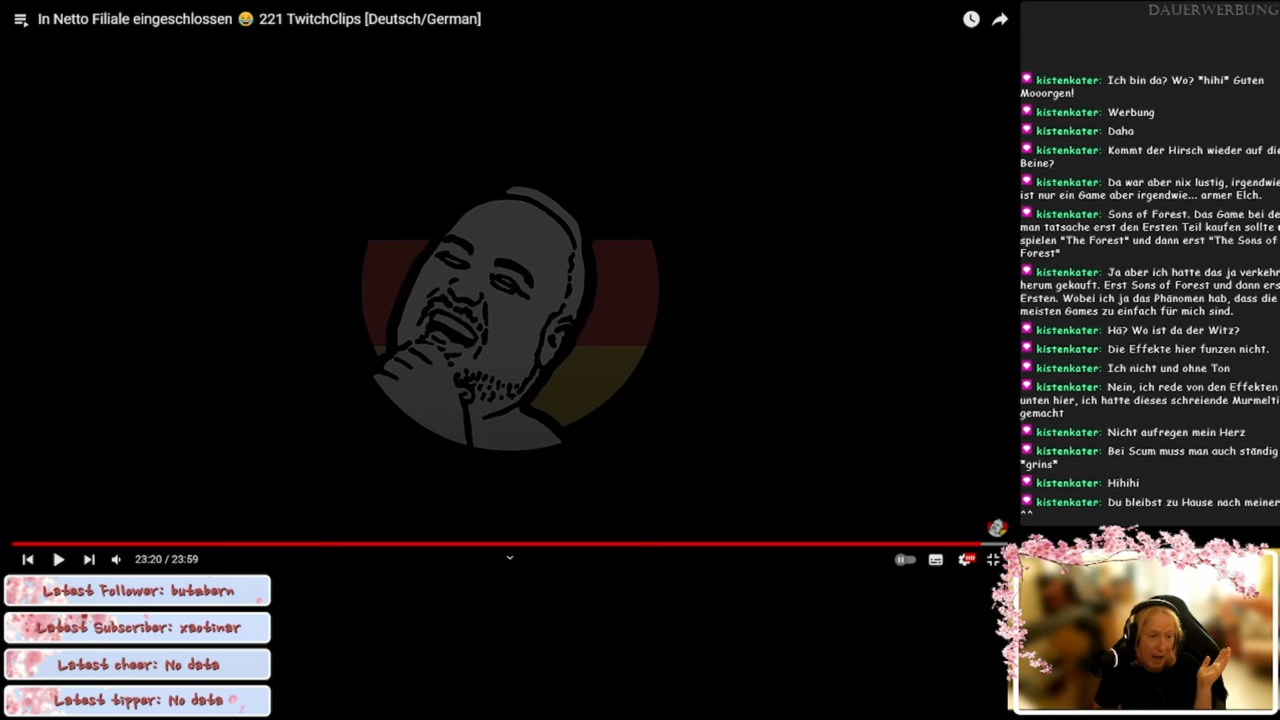 In Netto Filiale eingeschlossen 😂 221 TwitchClips [Deutsch/German]
DAUERWERBUNG
kistenkater: Ich bin da? Wo? *hihi* Guten
Mooorgen!
kistenkater: Werbung
kistenkater: Daha
kistenkater: Kommt der Hirsch wieder auf die
Beine?
kistenkater: Da war aber nix lustig, irgendwie
ist nur ein Game aber irgendwie... armer Elch.
kistenkater: Sons of Forest. Das Game bei de
man tatsache erst den Ersten Teil kaufen sollte
spielen "The Forest" und dann erst "The Sons of
Forest"
kistenkater: Ja aber ich hatte das ja verkehr
herum gekauft. Erst Sons of Forest und dann ers
Ersten. Wobei ich ja das Phänomen hab, dass die
meisten Games zu einfach für mich sind.
kistenkater: Hä? Wo ist da der Witz?
kistenkater: Die Effekte hier funzen nicht.
kistenkater: Ich nicht und ohne Ton
kistenkater: Nein, ich rede von den Effekten
unten hier, ich hatte dieses schreiende Murmelti
gemacht
kistenkater: Nicht aufregen mein Herz
kistenkater: Bei Scum muss man auch ständig
*grins*
kistenkater: Hihihi
kistenkater: Du bleibst zu Hause nach meiner
^^
23:20 / 23:59
HD
Latest Follower: butabern
Latest Subscriber: xaotinar
Latest cheer: No data
Latest tipper: No data